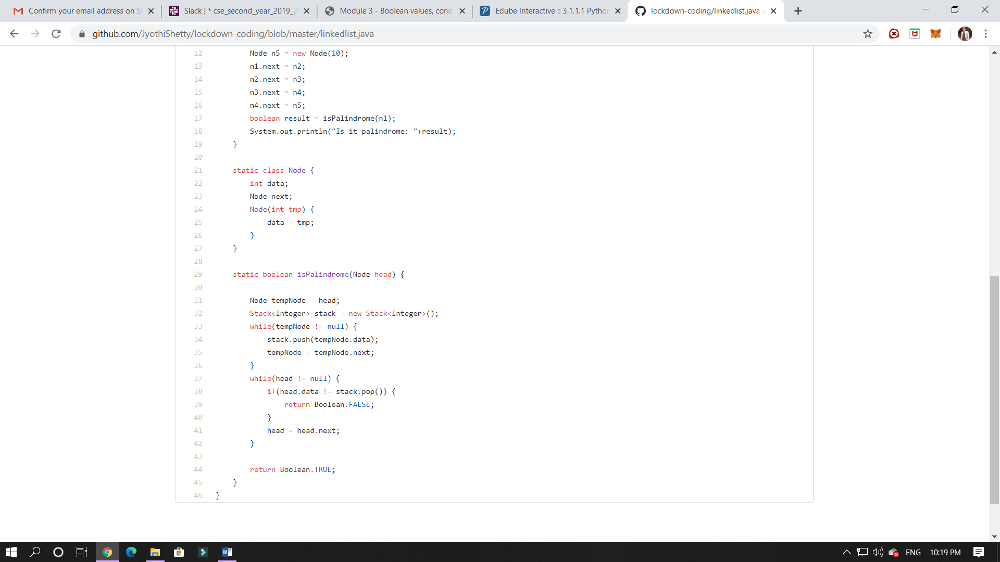 Confirm your email address on Sl
Slack | * cse_second_year_2019_2
Module 3 - Boolean values, cond
Edube Interactive :: 3.1.1.1 Python
lockdown-coding/linkedlist.java a
github.com/JyothiShetty/lockdown-coding/blob/master/linkedlist.java
12 Node n5 = new Node(10);
13 n1.next = n2;
14 n2.next = n3;
15 n3.next = n4;
16 n4.next = n5;
17 boolean result = isPalindrome(n1);
18 System.out.println("Is it palindrome: "+result);
19 }
20
21 static class Node {
22 int data;
23 Node next;
24 Node(int tmp) {
25 data = tmp;
26 }
27 }
28
29 static boolean isPalindrome(Node head) {
30
31 Node tempNode = head;
32 Stack<Integer> stack = new Stack<Integer>();
33 while(tempNode != null) {
34 stack.push(tempNode.data);
35 tempNode = tempNode.next;
36 }
37 while(head != null) {
38 if(head.data != stack.pop()) {
39 return Boolean.FALSE;
40 }
41 head = head.next;
42 }
43
44 return Boolean.TRUE;
45 }
46 }
ENG 10:19 PM